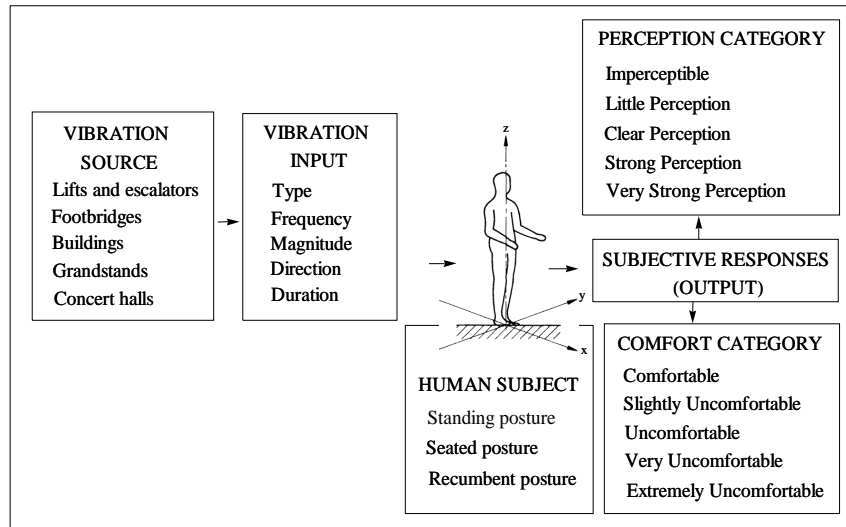 VIBRATION
SOURCE
Lifts and escalators
Footbridges
Buildings
Grandstands
Concert halls
VIBRATION
INPUT
Type
Frequency
Magnitude
Direction
Duration
z
y
x
HUMAN SUBJECT
Standing posture
Seated posture
Recumbent posture
PERCEPTION CATEGORY
Imperceptible
Little Perception
Clear Perception
Strong Perception
Very Strong Perception
SUBJECTIVE RESPONSES
(OUTPUT)
COMFORT CATEGORY
Comfortable
Slightly Uncomfortable
Uncomfortable
Very Uncomfortable
Extremely Uncomfortable